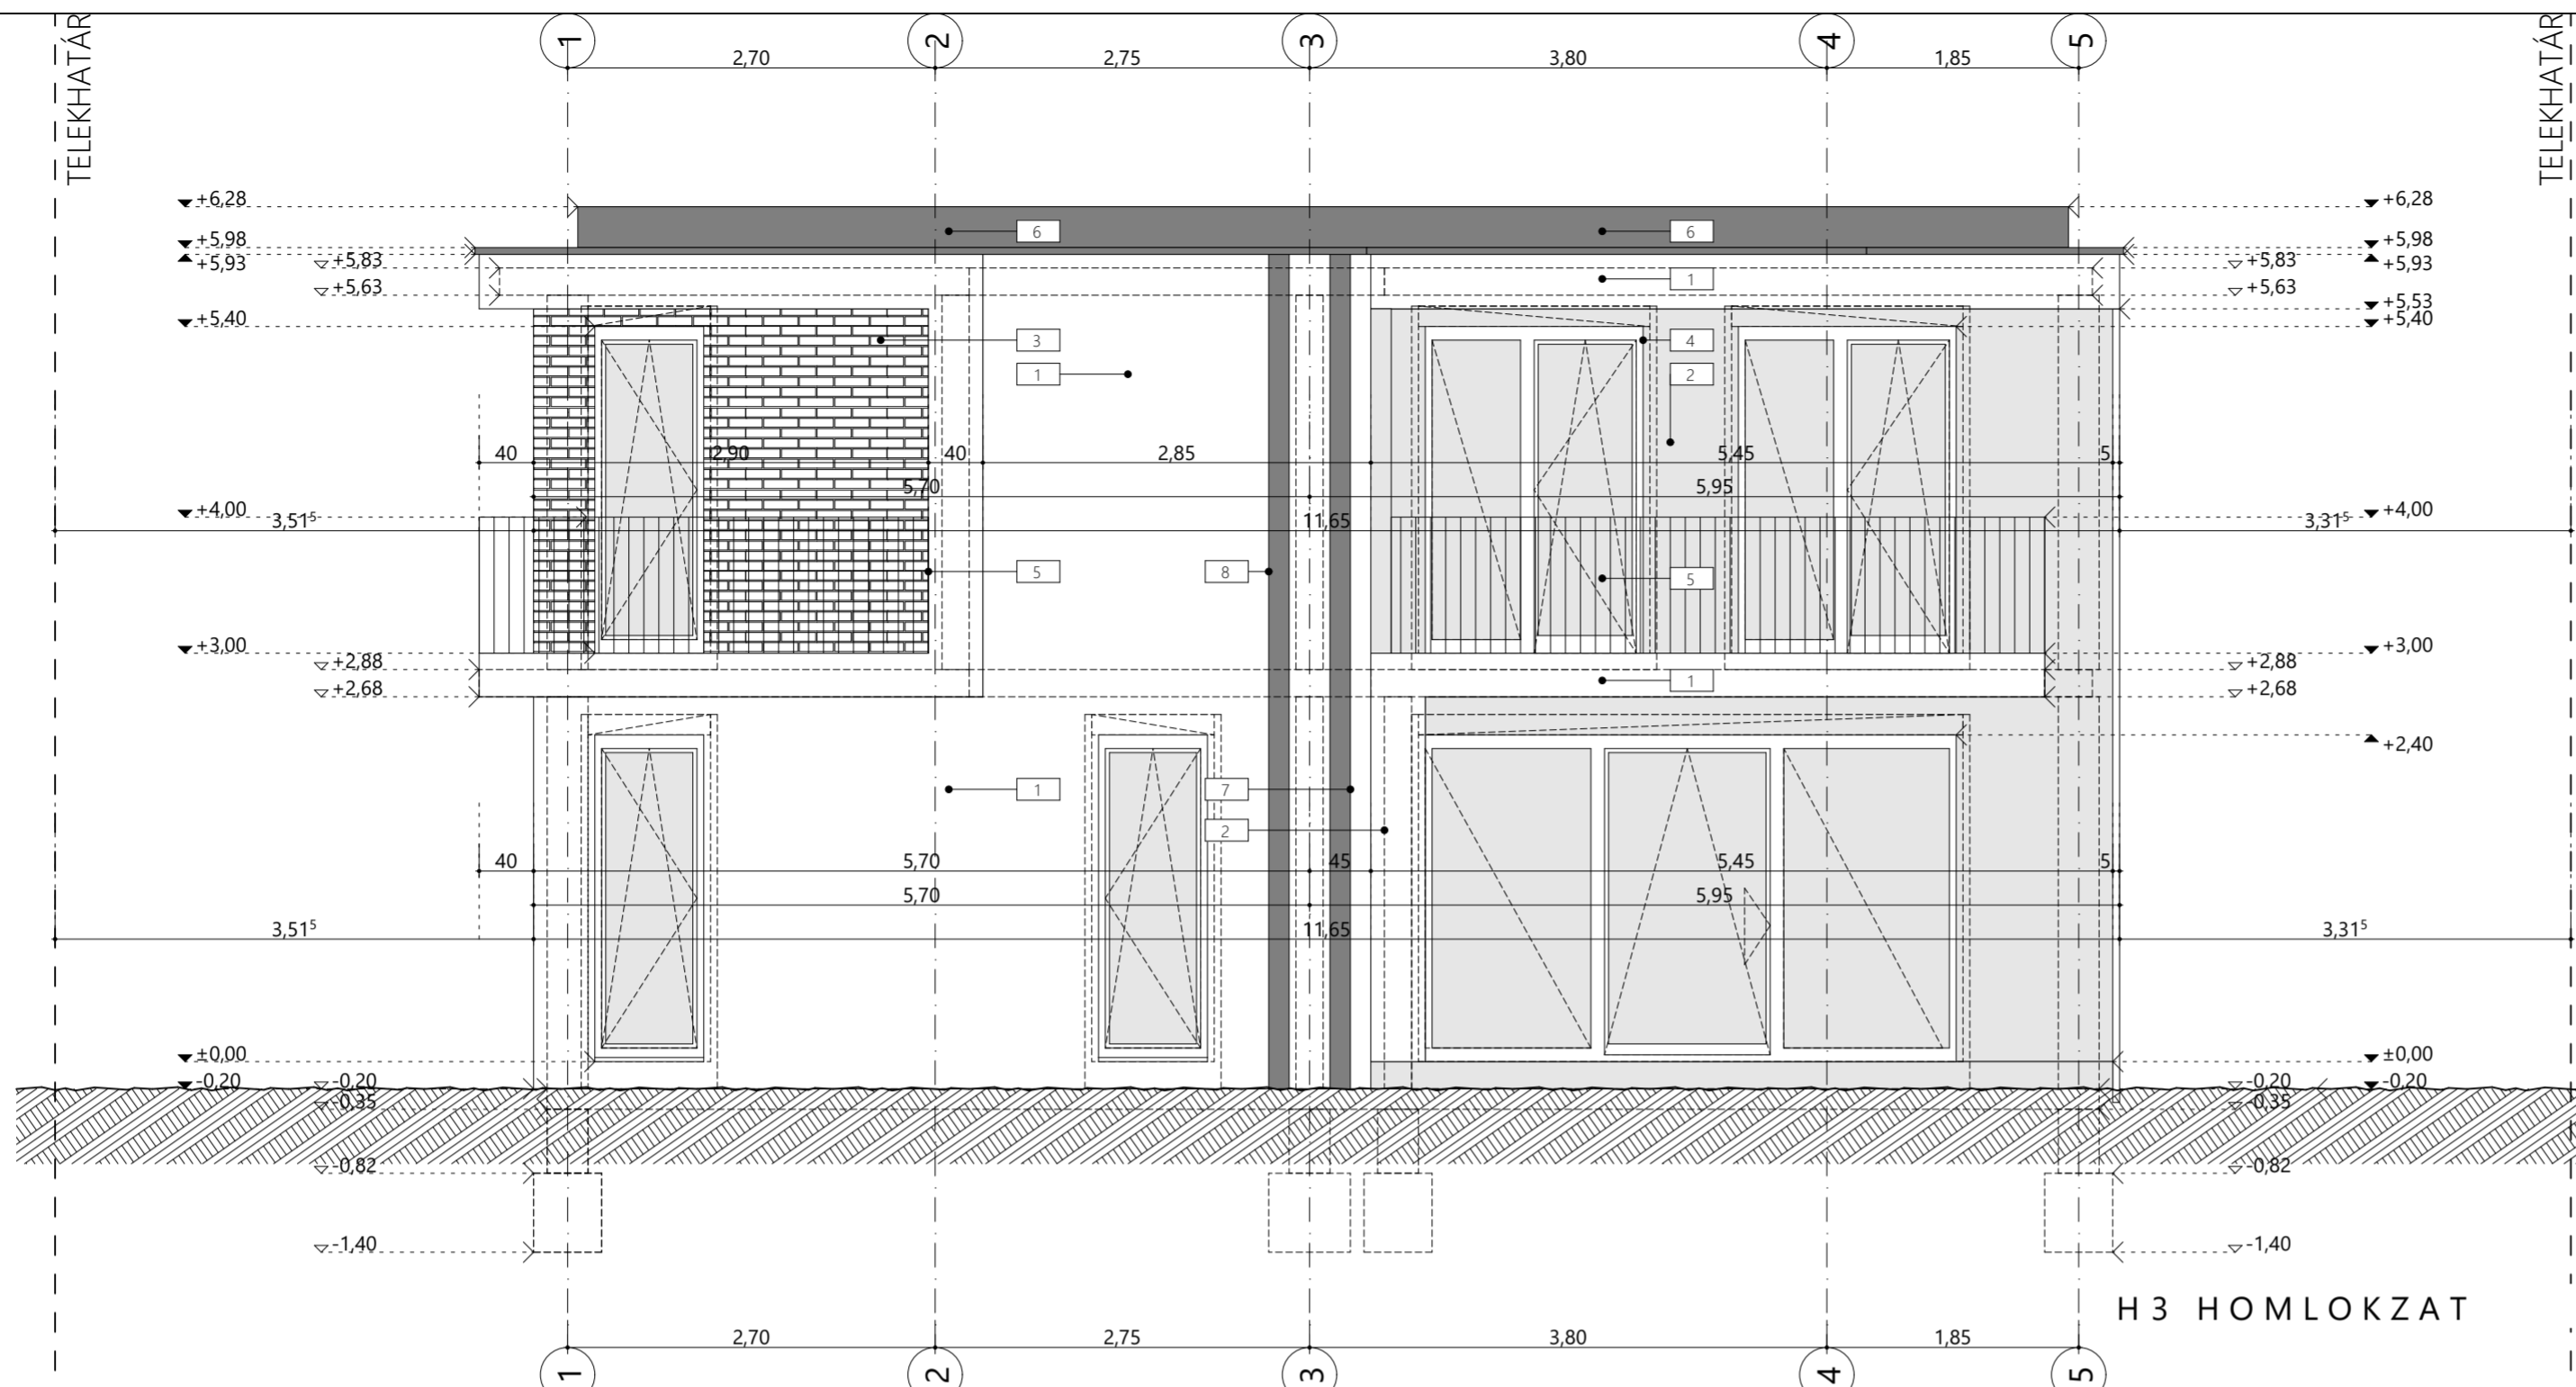 TELEKHATÁR
TELEKHATÁR
1 2 3 4 5
2,70 2,75 3,80 1,85
+6,28 +6,28
6 6
+5,98 +5,98
+5,93 +5,83 +5,83 +5,93
1
+5,63 +5,63
+5,53
+5,40 +5,40
3 4
1 2
40 2,90 40 2,85 5,45 5
5,70 5,95
+4,00 +4,00
3,51⁵ 11,65 3,31⁵
5 8 5
+3,00 +3,00
+2,88 +2,88
+2,68 1 +2,68
+2,40
1 7
2
40 5,70 45 5,45 5
5,70 5,95
3,51⁵ 11,65 3,31⁵
±0,00 ±0,00
-0,20 -0,20 -0,20 -0,20
-0,35 -0,35
-0,82 -0,82
-1,40 -1,40
H3 HOMLOKZAT
2,70 2,75 3,80 1,85
1 2 3 4 5